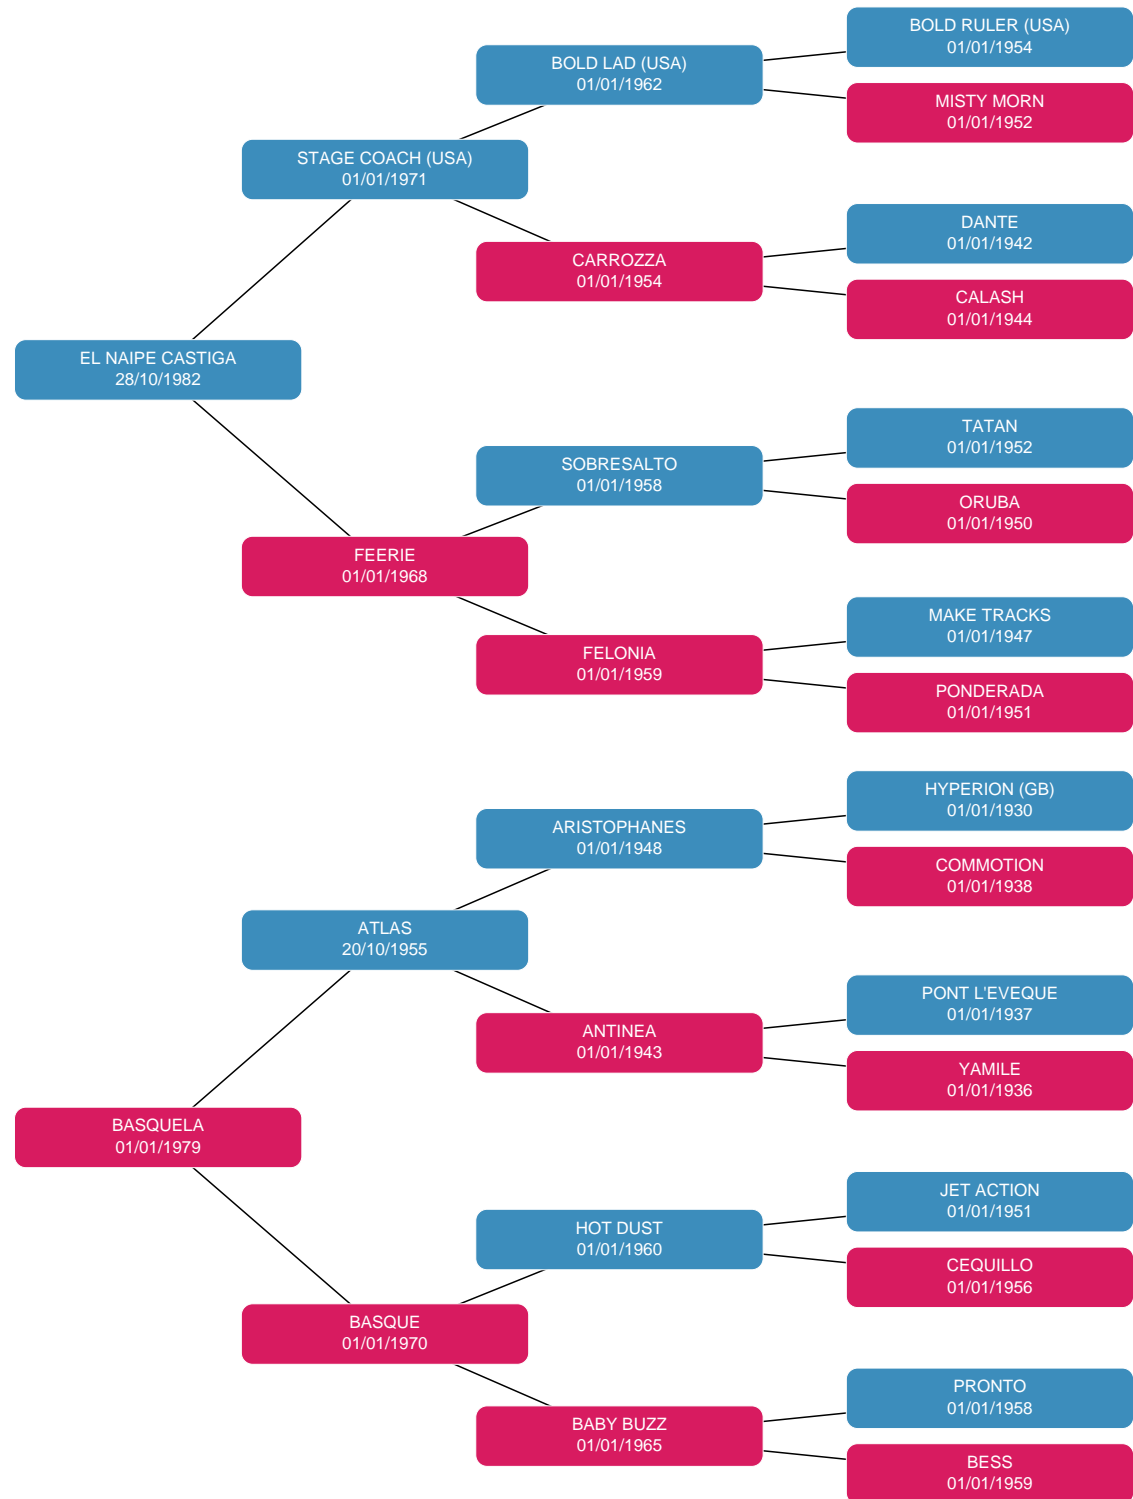 BOLD RULER (USA)
01/01/1954
BOLD LAD (USA)
01/01/1962
MISTY MORN
01/01/1952
STAGE COACH (USA)
01/01/1971
DANTE
01/01/1942
CARROZZA
01/01/1954
CALASH
01/01/1944
EL NAIPE CASTIGA
28/10/1982
TATAN
01/01/1952
SOBRESALTO
01/01/1958
ORUBA
01/01/1950
FEERIE
01/01/1968
MAKE TRACKS
01/01/1947
FELONIA
01/01/1959
PONDERADA
01/01/1951
HYPERION (GB)
01/01/1930
ARISTOPHANES
01/01/1948
COMMOTION
01/01/1938
ATLAS
20/10/1955
PONT L'EVEQUE
01/01/1937
ANTINEA
01/01/1943
YAMILE
01/01/1936
BASQUELA
01/01/1979
JET ACTION
01/01/1951
HOT DUST
01/01/1960
CEQUILLO
01/01/1956
BASQUE
01/01/1970
PRONTO
01/01/1958
BABY BUZZ
01/01/1965
BESS
01/01/1959